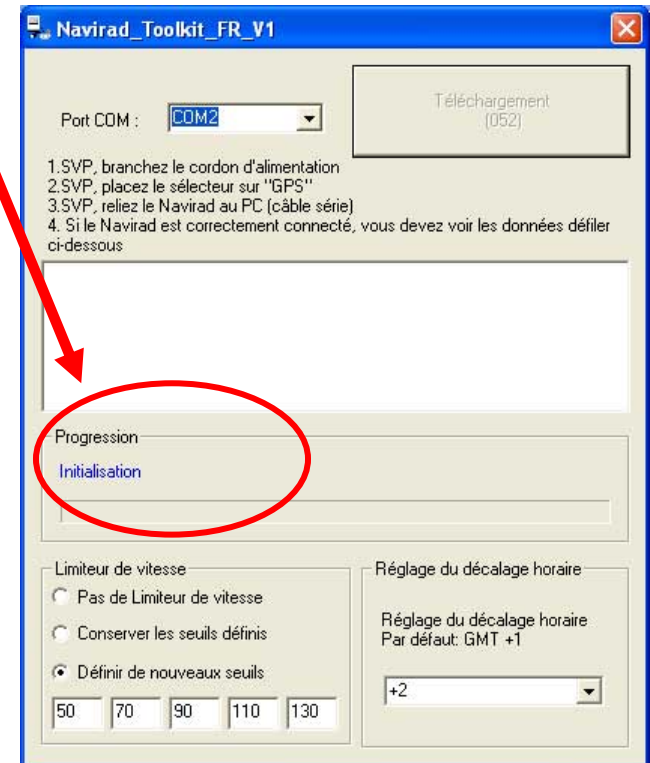 Navirad_Toolkit_FR_V1
Port COM :
COM2
Téléchargement
(052)
1.SVP, branchez le cordon d'alimentation
2.SVP, placez le sélecteur sur "GPS"
3.SVP, reliez le Navirad au PC (câble série)
4. Si le Navirad est correctement connecté, vous devez voir les données défiler
ci-dessous
Progression
Initialisation
Limiteur de vitesse
Pas de Limiteur de vitesse
Conserver les seuils définis
Définir de nouveaux seuils
50 70 90 110 130
Réglage du décalage horaire
Réglage du décalage horaire
Par défaut: GMT +1
+2